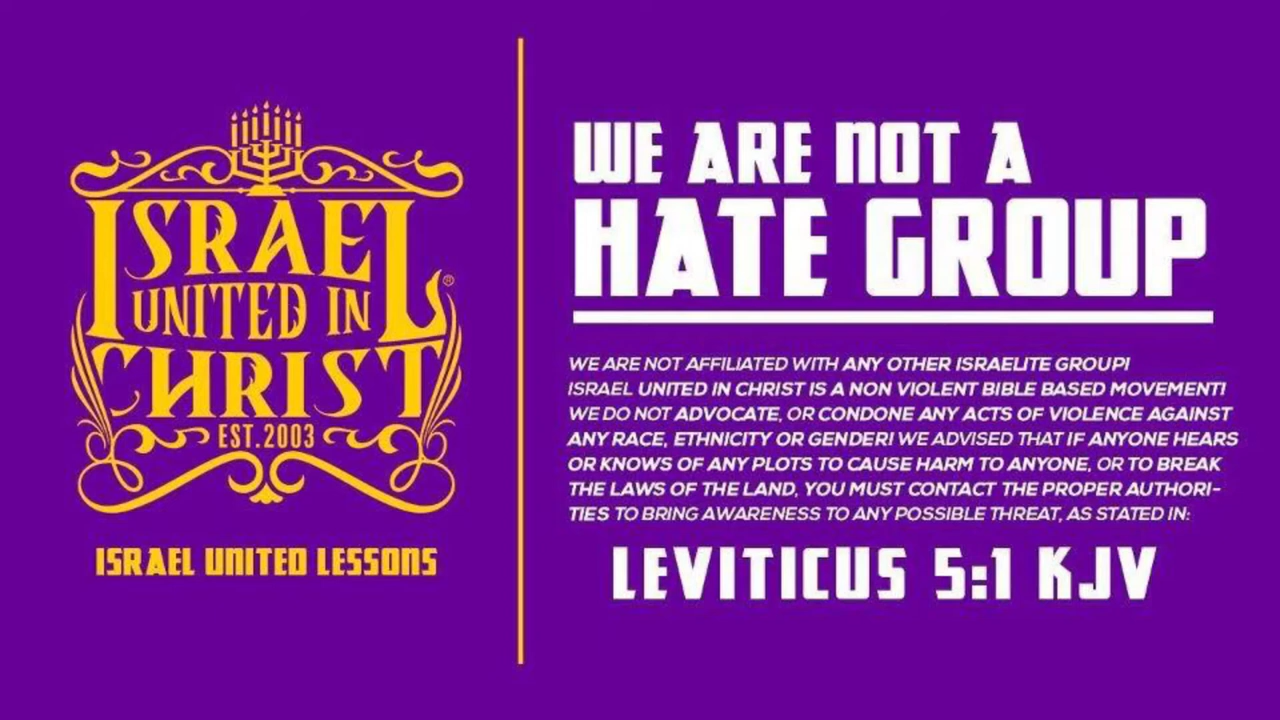 ISRAEL
UNITED IN
CHRIST®
EST. 2003
ISRAEL UNITED LESSONS
WE ARE NOT A
HATE GROUP
WE ARE NOT AFFILIATED WITH ANY OTHER ISRAELITE GROUP!
ISRAEL UNITED IN CHRIST IS A NON VIOLENT BIBLE BASED MOVEMENT!
WE DO NOT ADVOCATE, OR CONDONE ANY ACTS OF VIOLENCE AGAINST
ANY RACE, ETHNICITY OR GENDER! WE ADVISED THAT IF ANYONE HEARS
OR KNOWS OF ANY PLOTS TO CAUSE HARM TO ANYONE, OR TO BREAK
THE LAWS OF THE LAND, YOU MUST CONTACT THE PROPER AUTHORI-
TIES TO BRING AWARENESS TO ANY POSSIBLE THREAT, AS STATED IN:
LEVITICUS 5:1 KJV